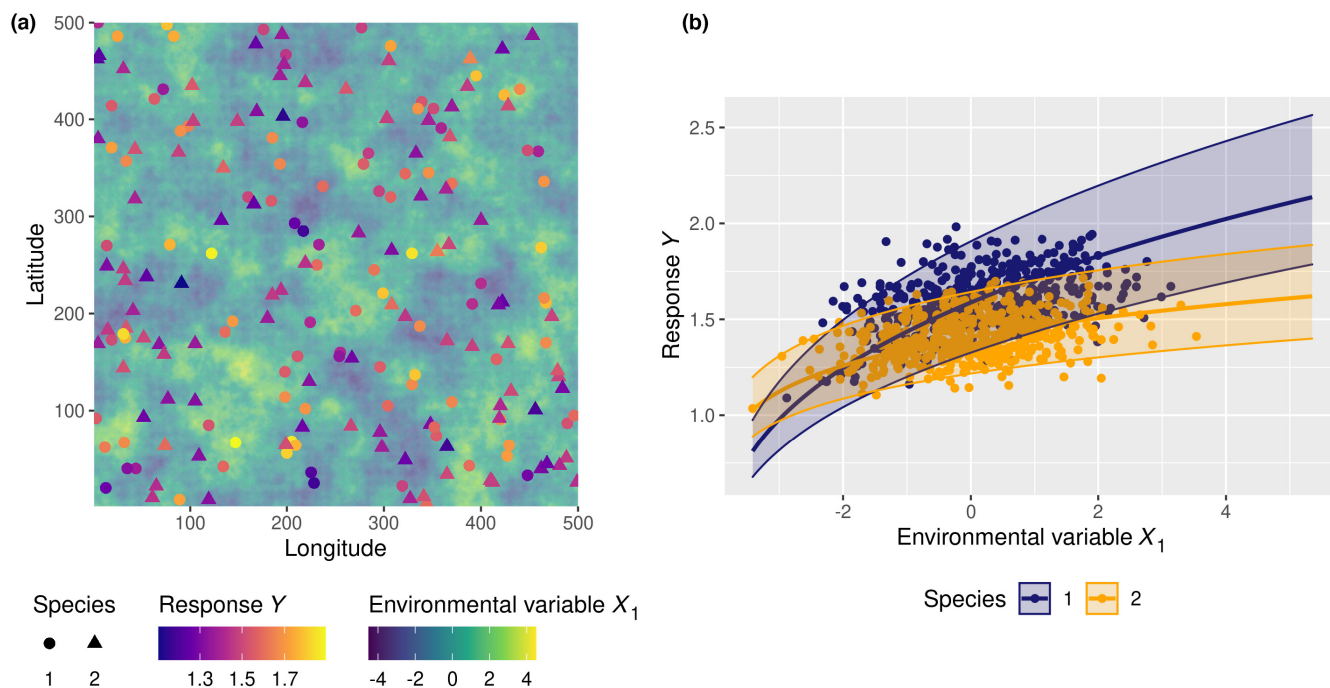 (a)
500
400
300
200
100
Latitude
100 200 300 400 500
Longitude
Species
1 2
Response Y
1.3 1.5 1.7
Environmental variable X1
-4 -2 0 2 4
(b)
2.5
2.0
1.5
1.0
Response Y
-2 0 2 4
Environmental variable X1
Species 1 2